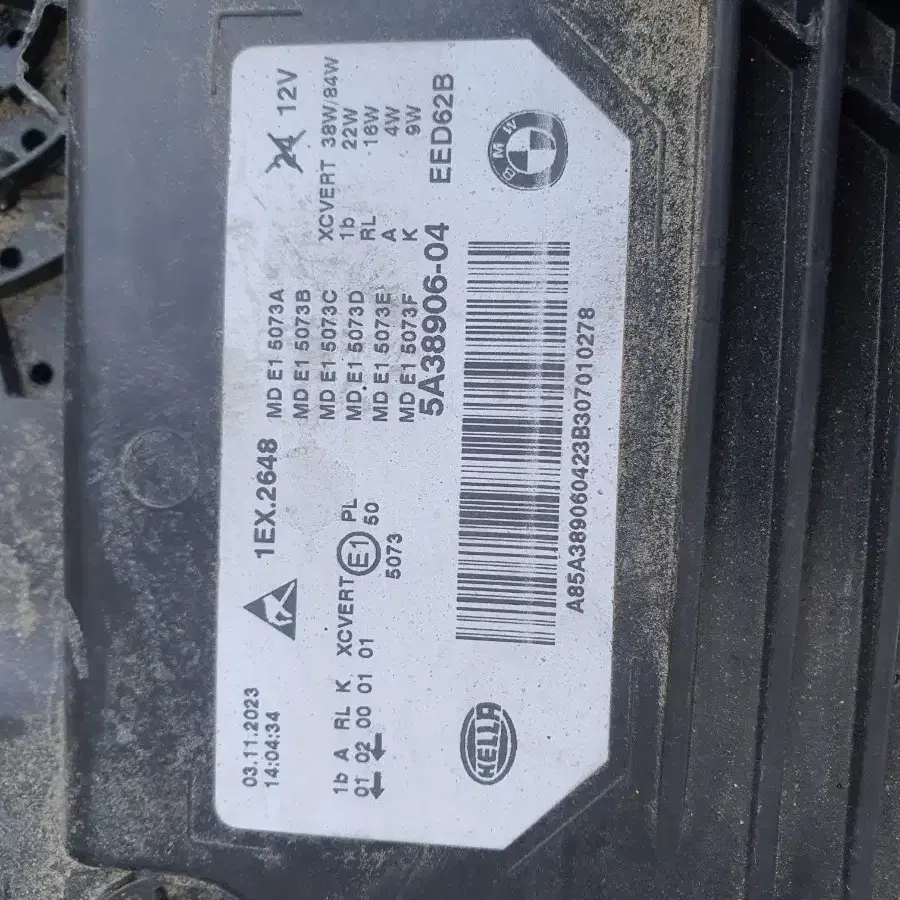 03.11.2023
14:04:34
1EX.2648
24 12V
MD E1 5073A
MD E1 5073B
MD E1 5073C XCVERT 38W/84W
MD.E1 5073D 1b 22W
MD E1 5073E RL 16W
MD E1 5073F A 4W
K 9W
1b A RL K XCVERT E1 PL
01 02 00 01 01 50
5073
5A38906-04 EED62B
HELLA
BMW
A85A389060423B307010278